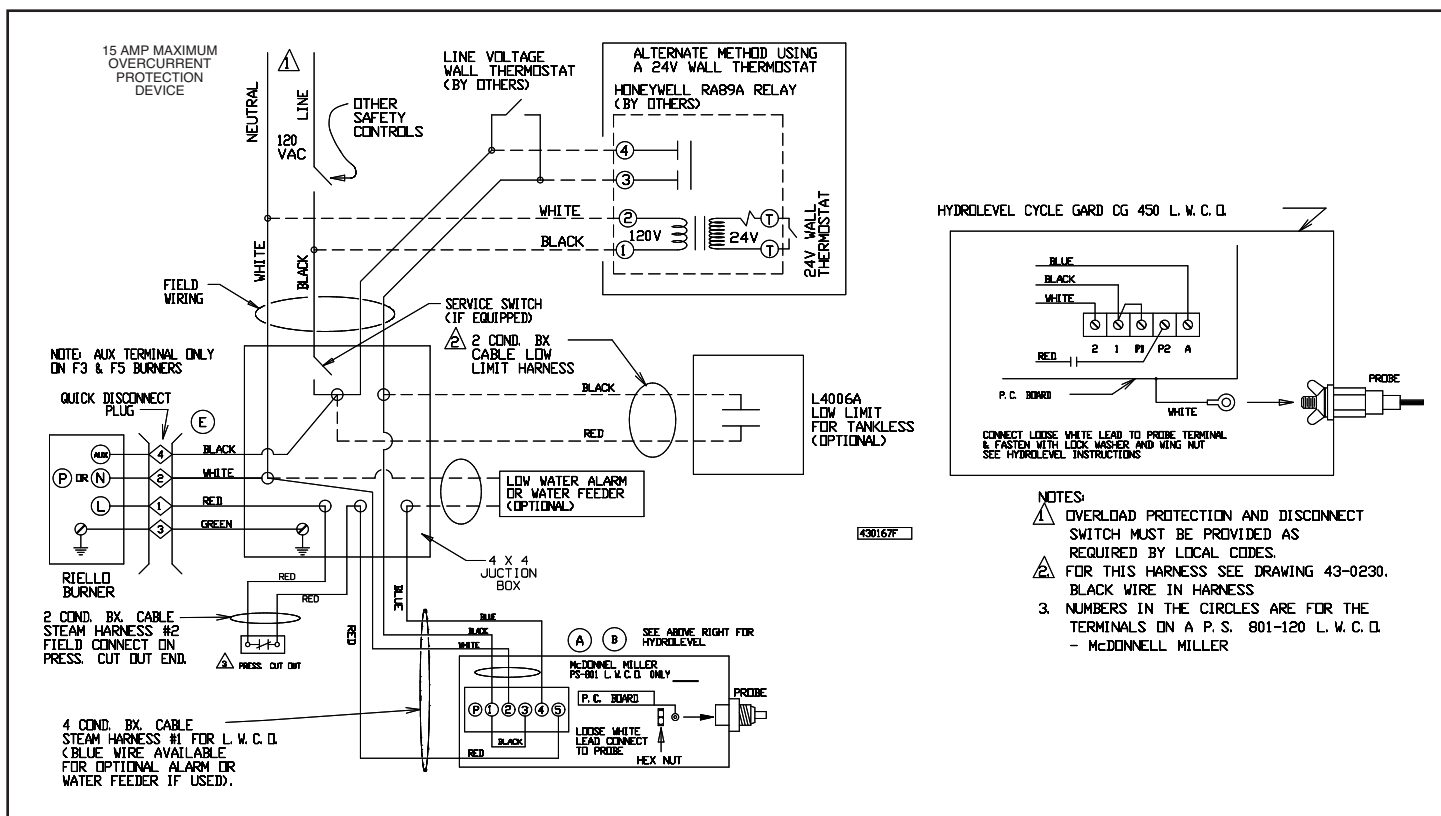 15 AMP MAXIMUM
OVERCURRENT
PROTECTION
DEVICE
NEUTRAL
1
LINE
120
VAC
OTHER
SAFETY
CONTROLS
LINE VOLTAGE
WALL THERMOSTAT
(BY OTHERS)
ALTERNATE METHOD USING
A 24V WALL THERMOSTAT
HONEYWELL RA89A RELAY
(BY OTHERS)
4
3
WHITE
2
120V
24V
T
BLACK
1
T
24V WALL
THERMOSTAT
WHITE
BLACK
FIELD
WIRING
SERVICE SWITCH
(IF EQUIPPED)
2
2 COND. BX
CABLE LOW
LIMIT HARNESS
BLACK
RED
L4006A
LOW LIMIT
FOR TANKLESS
(OPTIONAL)
NOTE: AUX TERMINAL ONLY
ON F3 & F5 BURNERS
QUICK DISCONNECT
PLUG
E
AUX
4
BLACK
P OR N
2
WHITE
L
1
RED
3
GREEN
RIELLO
BURNER
LOW WATER ALARM
OR WATER FEEDER
(OPTIONAL)
4 X 4
JUCTION
BOX
RED
RED
2 COND. BX. CABLE
STEAM HARNESS #2
FIELD CONNECT ON
PRESS. CUT OUT END.
3
PRESS. CUT OUT
BLUE
RED
BLUE
BLACK
WHITE
A
B
SEE ABOVE RIGHT FOR
HYDROLEVEL
McDONNEL MILLER
PS-801 L.W.C.O. ONLY
P 1 2 3 4 5
BLACK
RED
P.C. BOARD
LOOSE WHITE
LEAD CONNECT
TO PROBE
HEX NUT
PROBE
4 COND. BX. CABLE
STEAM HARNESS #1 FOR L.W.C.O.
(BLUE WIRE AVAILABLE
FOR OPTIONAL ALARM OR
WATER FEEDER IF USED).
HYDROLEVEL CYCLE GARD CG 450 L.W.C.O.
BLUE
BLACK
WHITE
2 1 P1 P2 A
RED
P.C. BOARD
WHITE
PROBE
CONNECT LOOSE WHITE LEAD TO PROBE TERMINAL
& FASTEN WITH LOCK WASHER AND WING NUT
SEE HYDROLEVEL INSTRUCTIONS
430167F
NOTES:
1 OVERLOAD PROTECTION AND DISCONNECT
SWITCH MUST BE PROVIDED AS
REQUIRED BY LOCAL CODES.
2. FOR THIS HARNESS SEE DRAWING 43-0230.
BLACK WIRE IN HARNESS
3. NUMBERS IN THE CIRCLES ARE FOR THE
TERMINALS ON A P.S. 801-120 L.W.C.O.
- McDONNELL MILLER